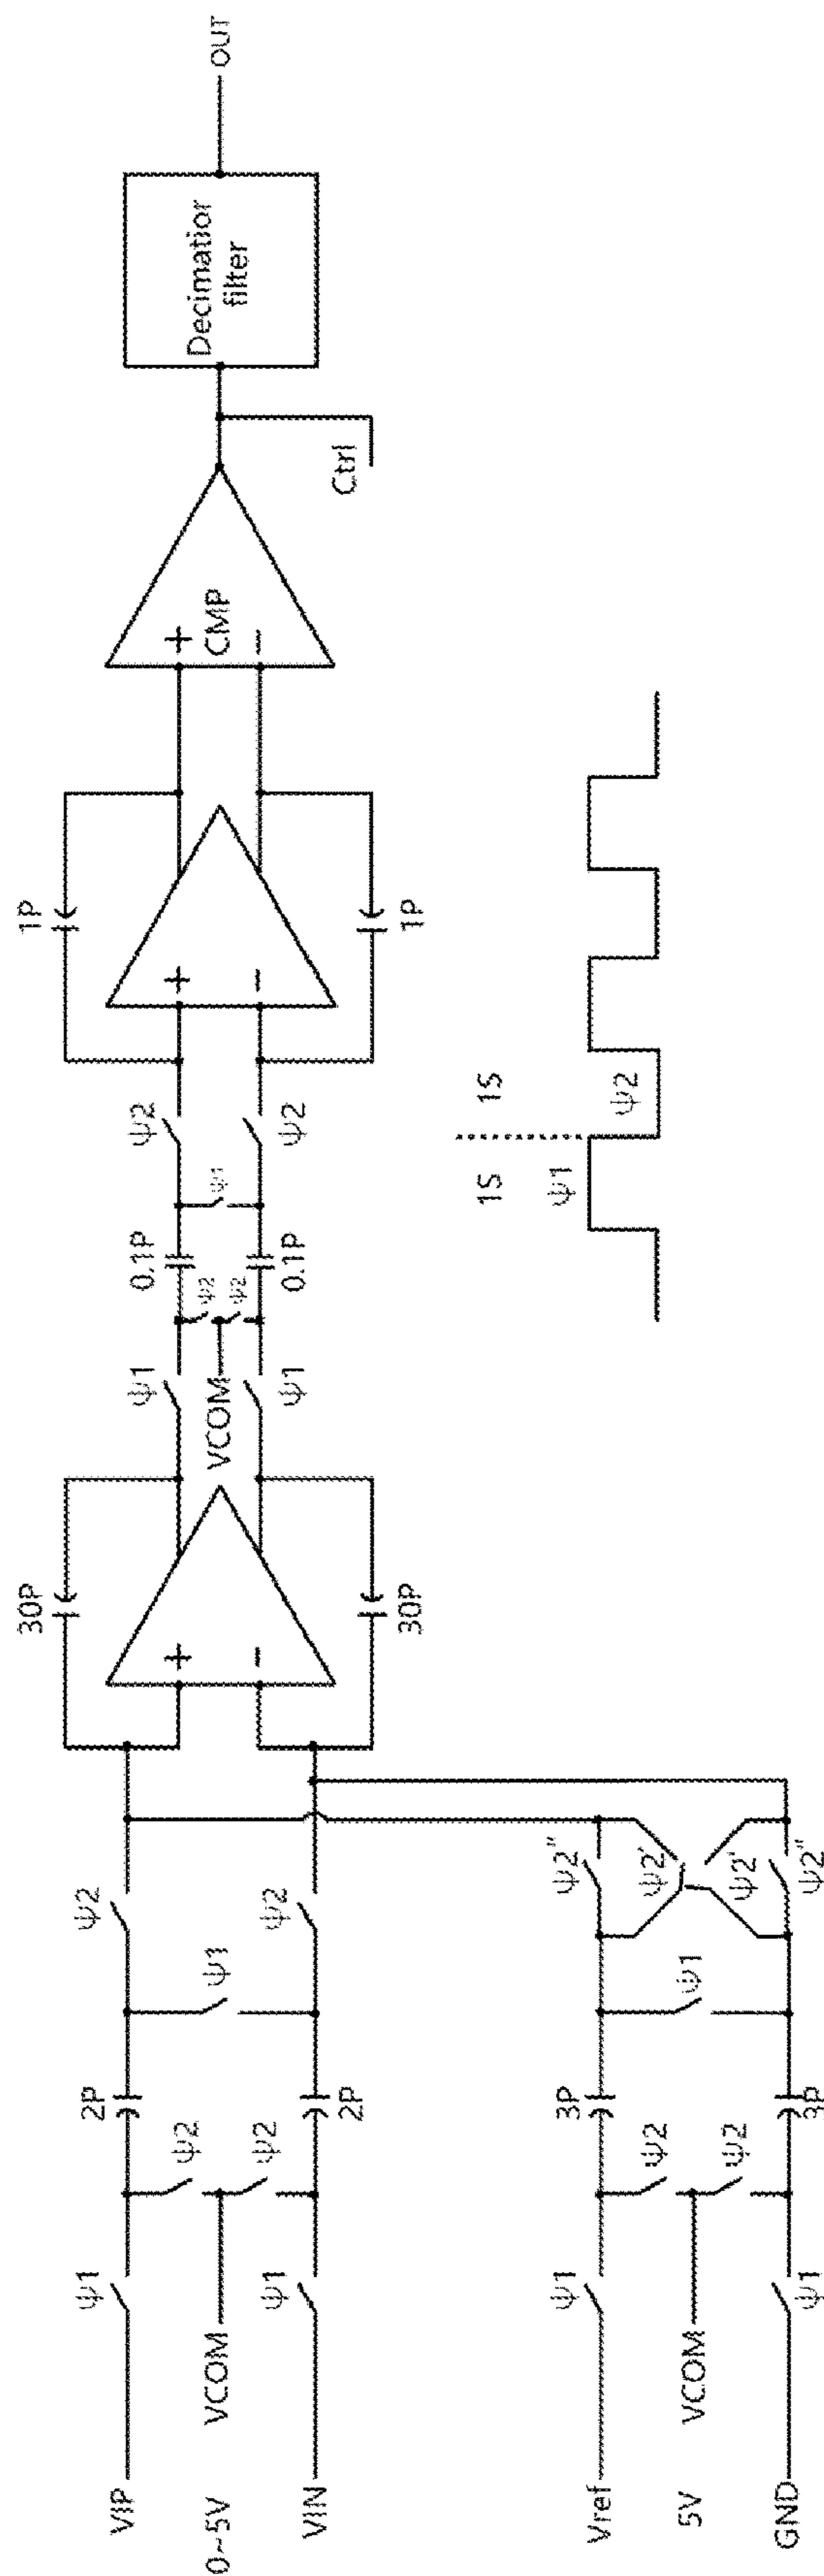 VIP
0~5V
VIN
VCOM
ψ1
ψ1
ψ2
ψ2
2P
2P
ψ1
ψ2
ψ2
Vref
5V
GND
VCOM
ψ1
ψ1
ψ2
ψ2
3P
3P
ψ1
ψ2"
ψ2'
ψ2'
ψ2"
30P
+
−
30P
ψ1
VCOM
ψ1
ψ2
ψ2
0.1P
0.1P
ψ1
ψ2
ψ2
1P
+
−
1P
+
CMP
−
Ctrl
Decimatior
filter
OUT
1S
1S
ψ1
ψ2